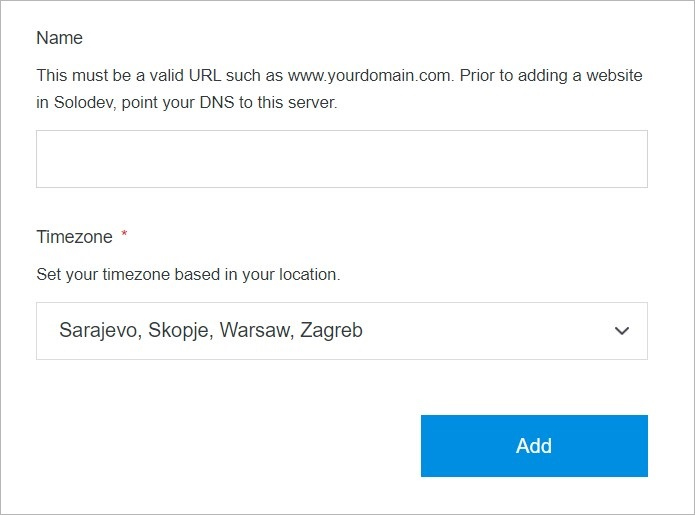 Name
This must be a valid URL such as www.yourdomain.com. Prior to adding a website
in Solodev, point your DNS to this server.
Timezone *
Set your timezone based in your location.
Sarajevo, Skopje, Warsaw, Zagreb
Add